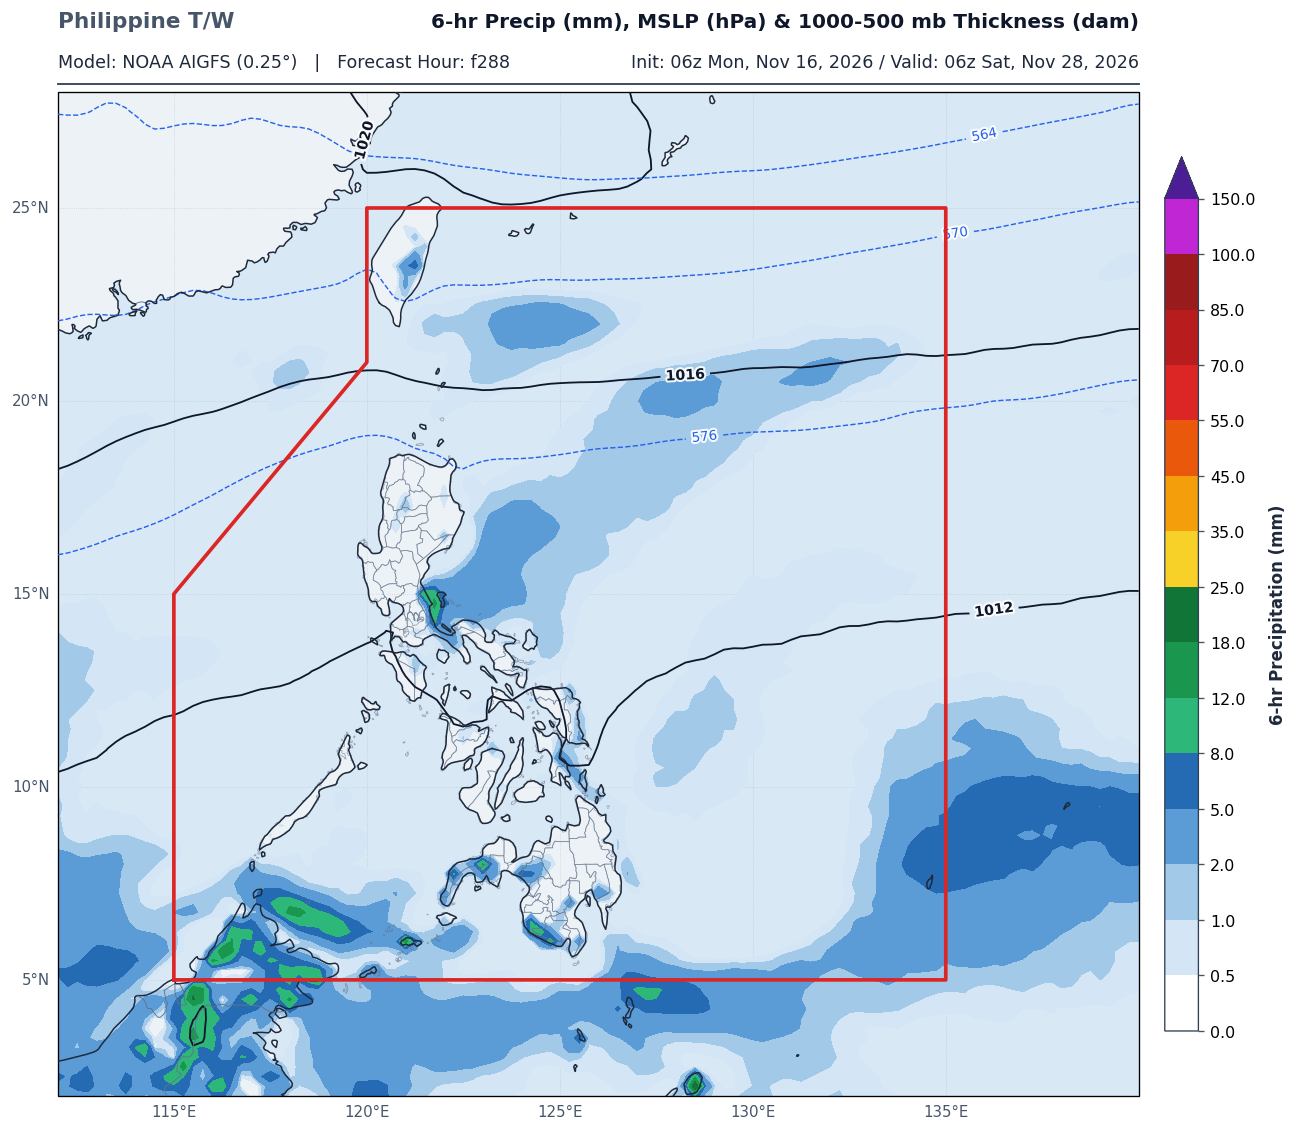 Philippine T/W
6-hr Precip (mm), MSLP (hPa) & 1000-500 mb Thickness (dam)
Model: NOAA AIGFS (0.25°) | Forecast Hour: f288
Init: 06z Mon, Nov 16, 2026 / Valid: 06z Sat, Nov 28, 2026
1020
564
570
1016
576
1012
25°N
20°N
15°N
10°N
5°N
115°E
120°E
125°E
130°E
135°E
150.0
100.0
85.0
70.0
55.0
45.0
35.0
25.0
18.0
12.0
8.0
5.0
2.0
1.0
0.5
0.0
6-hr Precipitation (mm)